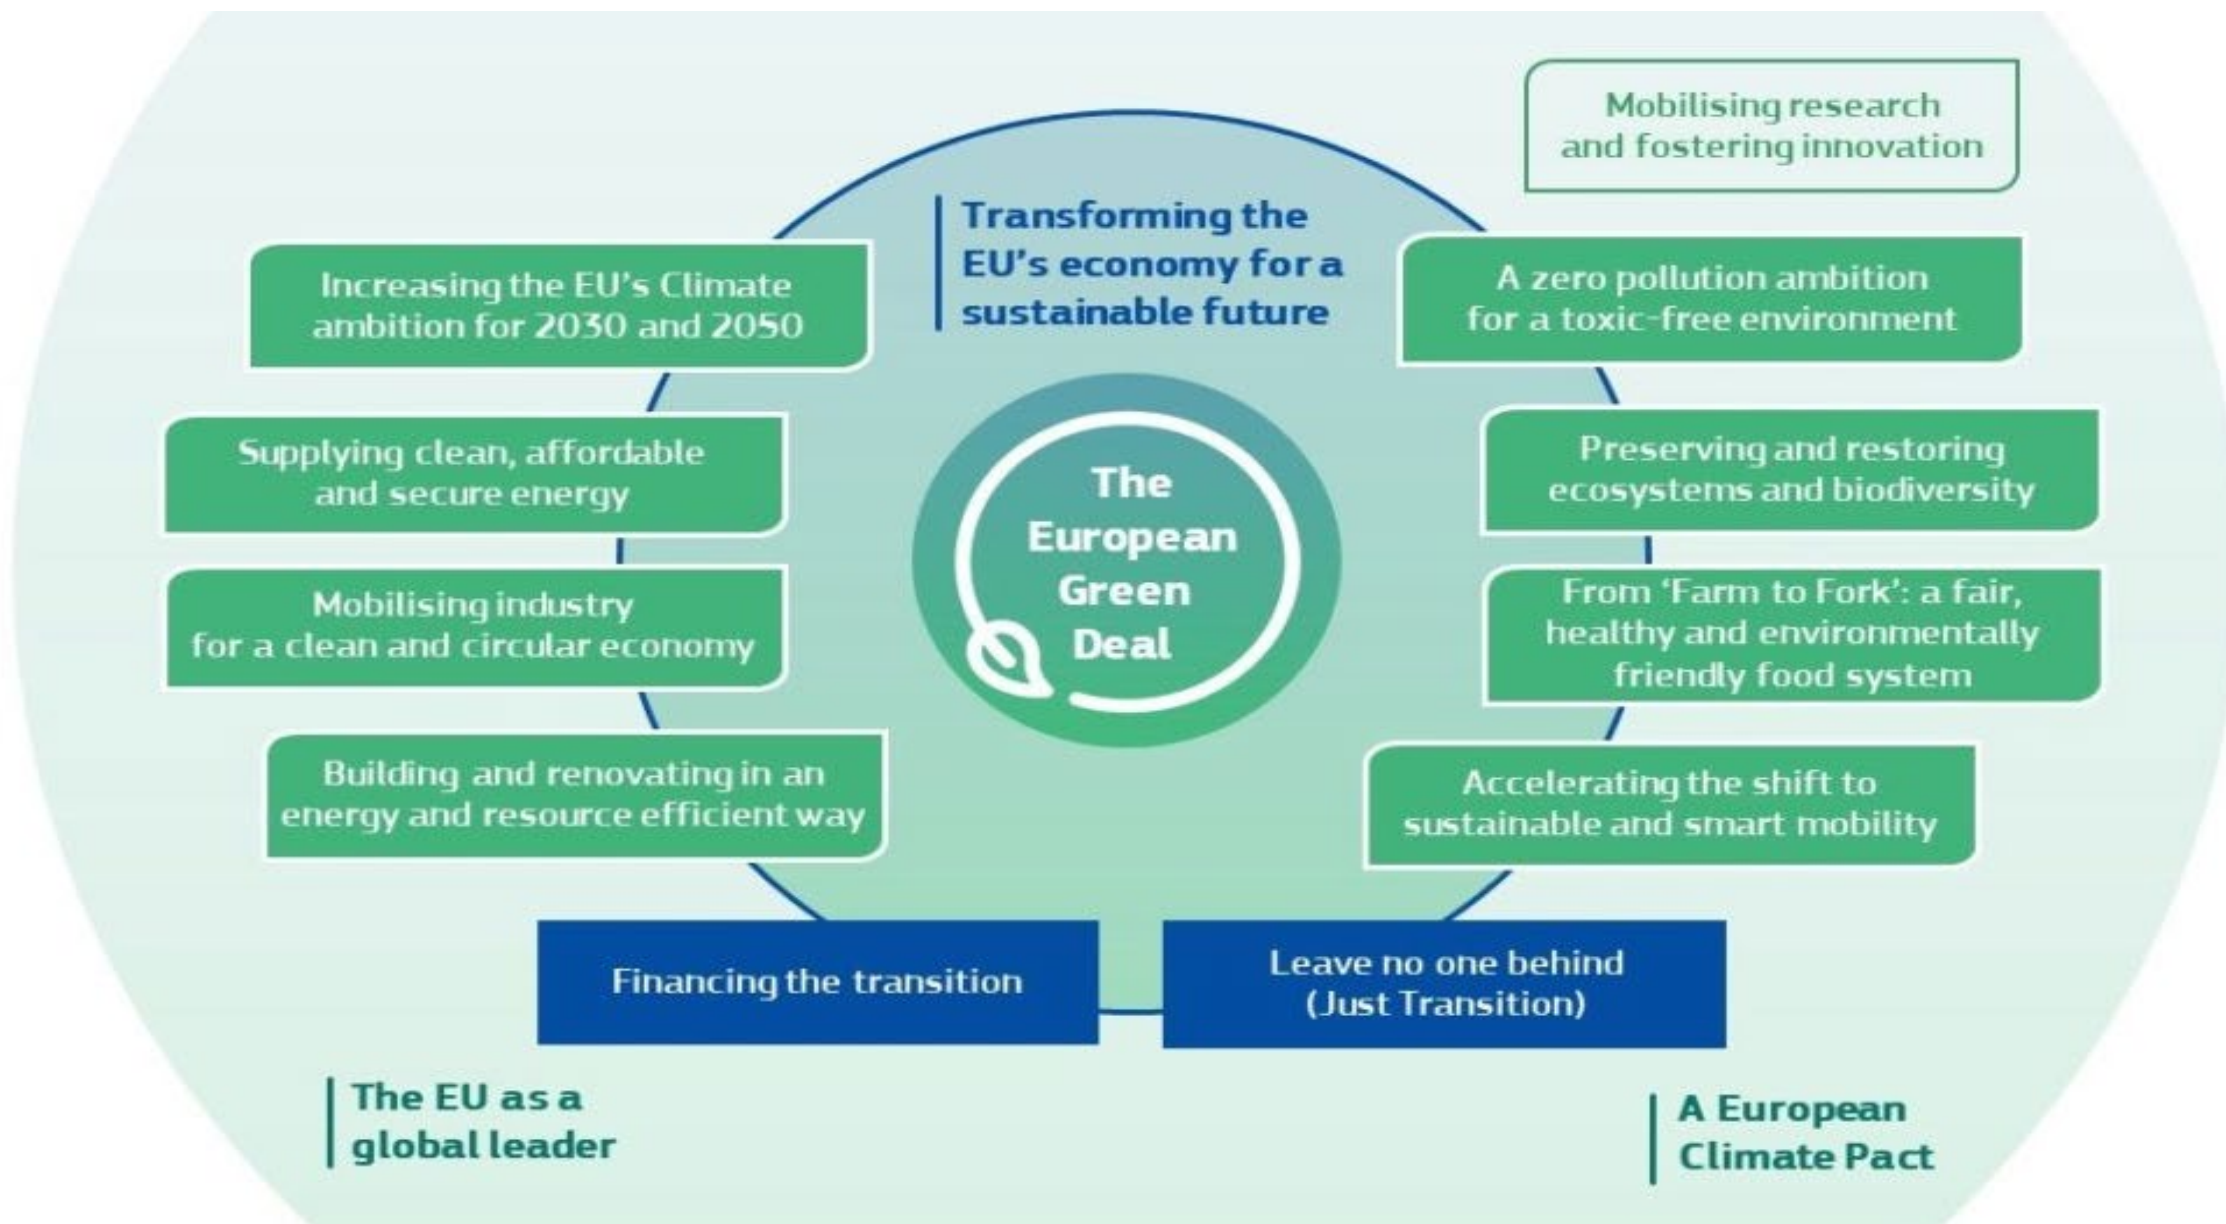 Mobilising research
and fostering innovation
Transforming the
EU's economy for a
sustainable future
Increasing the EU's Climate
ambition for 2030 and 2050
Supplying clean, affordable
and secure energy
Mobilising industry
for a clean and circular economy
Building and renovating in an
energy and resource efficient way
The
European
Green
Deal
A zero pollution ambition
for a toxic-free environment
Preserving and restoring
ecosystems and biodiversity
From ‘Farm to Fork’: a fair,
healthy and environmentally
friendly food system
Accelerating the shift to
sustainable and smart mobility
Financing the transition
Leave no one behind
(Just Transition)
The EU as a
global leader
A European
Climate Pact